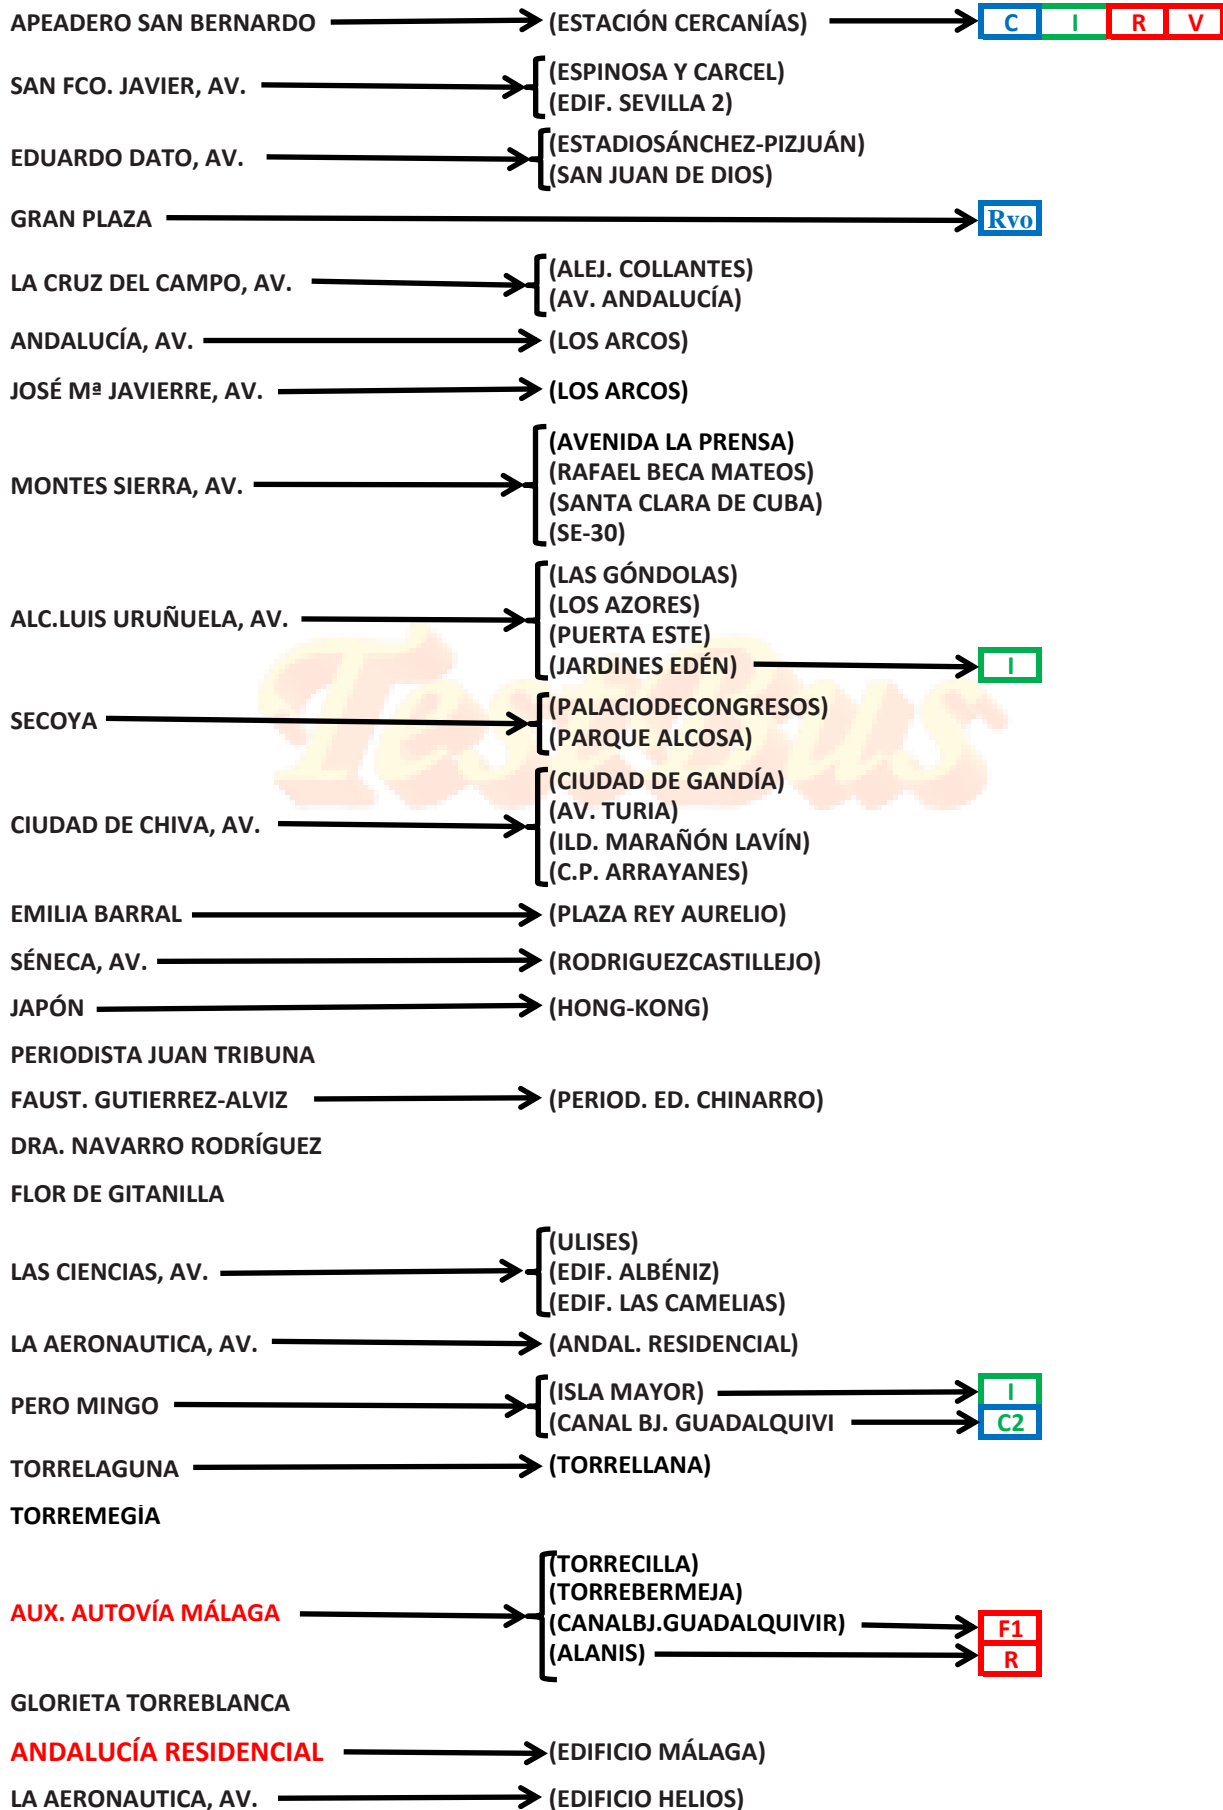 APEADERO SAN BERNARDO (ESTACIÓN CERCANÍAS) C I R V
SAN FCO. JAVIER, AV. (ESPINOSA Y CARCEL)
(EDIF. SEVILLA 2)
EDUARDO DATO, AV. (ESTADIOSÁNCHEZ-PIZJUÁN)
(SAN JUAN DE DIOS)
GRAN PLAZA Rvo
LA CRUZ DEL CAMPO, AV. (ALEJ. COLLANTES)
(AV. ANDALUCÍA)
ANDALUCÍA, AV. (LOS ARCOS)
JOSÉ Mª JAVIERRE, AV. (LOS ARCOS)
MONTES SIERRA, AV. (AVENIDA LA PRENSA)
(RAFAEL BECA MATEOS)
(SANTA CLARA DE CUBA)
(SE-30)
ALC.LUIS URUÑUELA, AV. (LAS GÓNDOLAS)
(LOS AZORES)
(PUERTA ESTE)
(JARDINES EDÉN) I
TestBus
SECOYA (PALACIODECONGRESOS)
(PARQUE ALCOSA)
CIUDAD DE CHIVA, AV. (CIUDAD DE GANDÍA)
(AV. TURIA)
(ILD. MARAÑÓN LAVÍN)
(C.P. ARRAYANES)
EMILIA BARRAL (PLAZA REY AURELIO)
SÉNECA, AV. (RODRIGUEZCASTILLEJO)
JAPÓN (HONG-KONG)
PERIODISTA JUAN TRIBUNA
FAUST. GUTIERREZ-ALVIZ (PERIOD. ED. CHINARRO)
DRA. NAVARRO RODRÍGUEZ
FLOR DE GITANILLA
LAS CIENCIAS, AV. (ULISES)
(EDIF. ALBÉNIZ)
(EDIF. LAS CAMELIAS)
LA AERONAUTICA, AV. (ANDAL. RESIDENCIAL)
PERO MINGO (ISLA MAYOR) I
(CANAL BJ. GUADALQUIVI C2
TORRELAGUNA (TORRELLANA)
TORREMEGÍA
AUX. AUTOVÍA MÁLAGA (TORRECILLA)
(TORREBERMEJA)
(CANALBJ.GUADALQUIVIR) F1
(ALANIS) R
GLORIETA TORREBLANCA
ANDALUCÍA RESIDENCIAL (EDIFICIO MÁLAGA)
LA AERONAUTICA, AV. (EDIFICIO HELIOS)